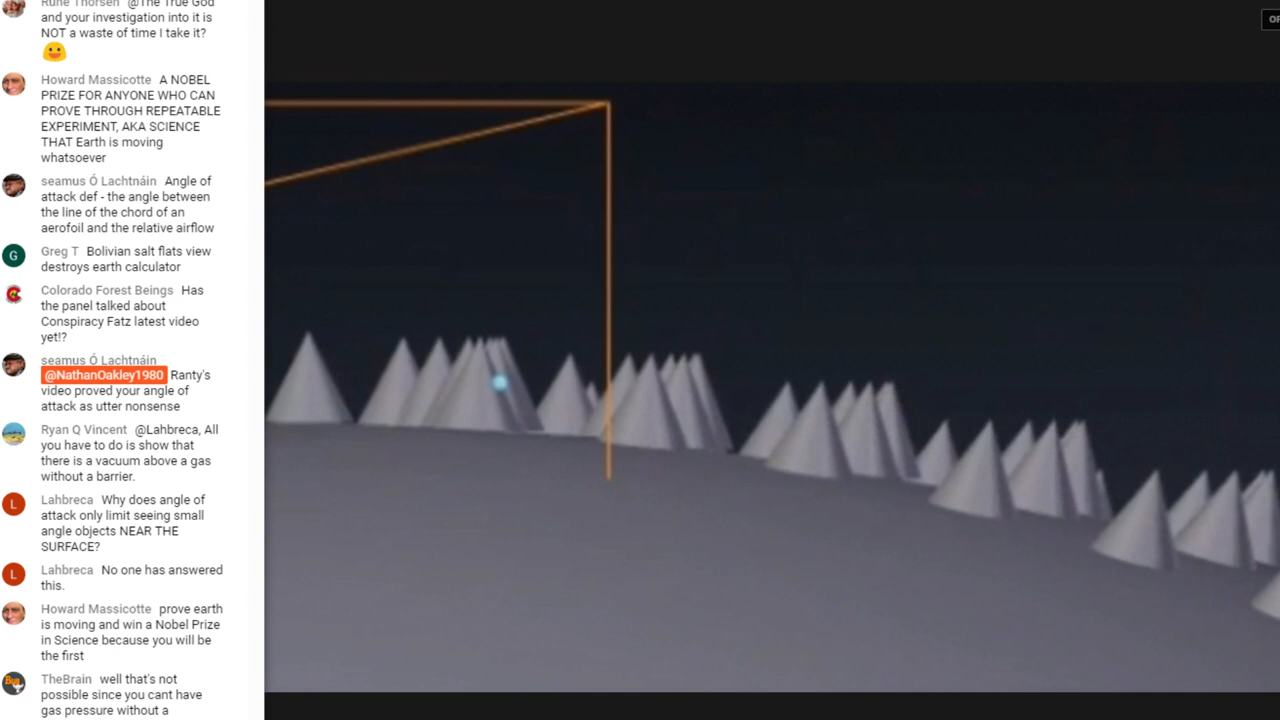 Rune Thorsen @The True God
and your investigation into it is
NOT a waste of time I take it?
Howard Massicotte A NOBEL
PRIZE FOR ANYONE WHO CAN
PROVE THROUGH REPEATABLE
EXPERIMENT, AKA SCIENCE
THAT Earth is moving
whatsoever
seamus Ó Lachtnáin Angle of
attack def - the angle between
the line of the chord of an
aerofoil and the relative airflow
G
Greg T Bolivian salt flats view
destroys earth calculator
Colorado Forest Beings Has
the panel talked about
Conspiracy Fatz latest video
yet!?
seamus Ó Lachtnáin
@NathanOakley1980 Ranty's
video proved your angle of
attack as utter nonsense
Ryan Q Vincent @Lahbreca, All
you have to do is show that
there is a vacuum above a gas
without a barrier.
L
Lahbreca Why does angle of
attack only limit seeing small
angle objects NEAR THE
SURFACE?
L
Lahbreca No one has answered
this.
Howard Massicotte prove earth
is moving and win a Nobel Prize
in Science because you will be
the first
TheBrain well that's not
possible since you cant have
gas pressure without a